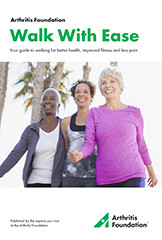 Arthritis Foundation
Walk With Ease
Your guide to walking for better health, improved fitness and less pain
Published by the experts you trust
at the Arthritis Foundation
Arthritis
Foundation